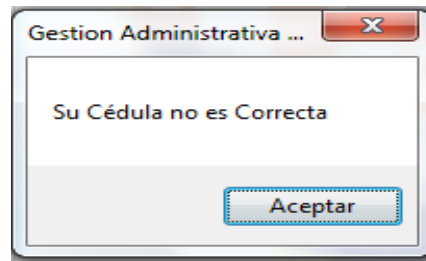 Gestion Administrativa ...
Su Cédula no es Correcta
Aceptar